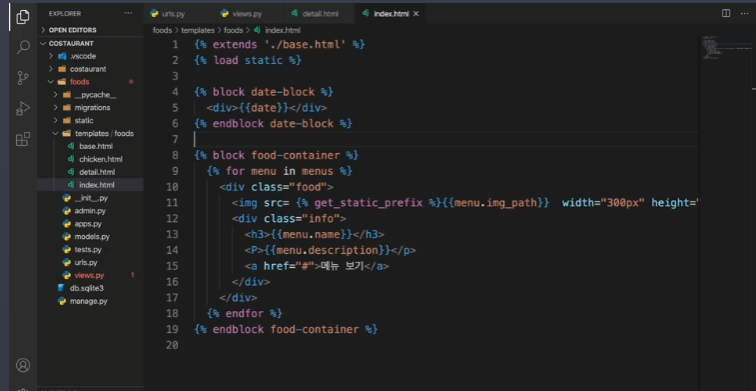 EXPLORER
OPEN EDITORS
COSTAURANT
.vscode
costaurant
foods
__pycache__
migrations
static
templates / foods
base.html
chicken.html
detail.html
index.html
__init__.py
admin.py
apps.py
models.py
tests.py
urls.py
views.py 1
db.sqlite3
manage.py
urls.py views.py detail.html index.html
foods > templates > foods > index.html
1 {% extends './base.html' %}
2 {% load static %}
3
4 {% block date-block %}
5 <div>{{date}}</div>
6 {% endblock date-block %}
7
8 {% block food-container %}
9 {% for menu in menus %}
10 <div class="food">
11 <img src= {% get_static_prefix %}{{menu.img_path}} width="300px" height="
12 <div class="info">
13 <h3>{{menu.name}}</h3>
14 <P>{{menu.description}}</p>
15 <a href="#">메뉴 보기</a>
16 </div>
17 </div>
18 {% endfor %}
19 {% endblock food-container %}
20